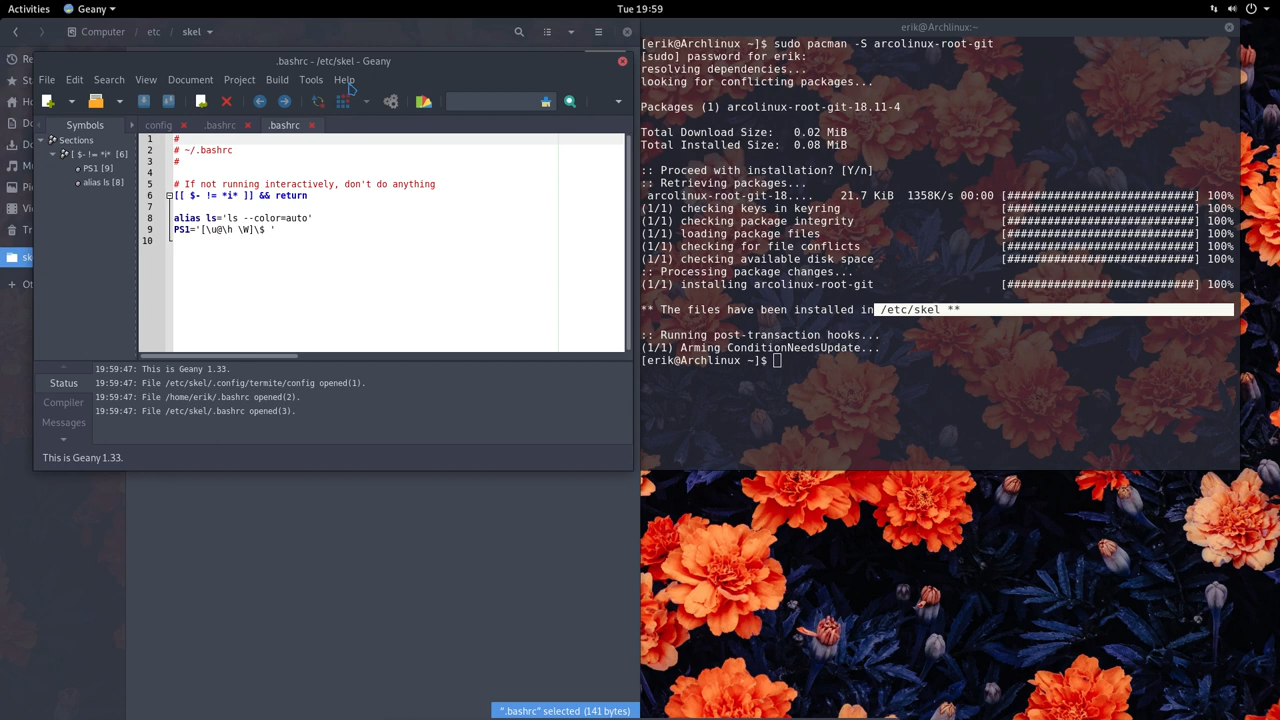 Activities
Geany
Tue 19:59
Computer
etc
skel
Re
Sta
Ho
Do
Do
Mu
Pic
Vid
Tr
ske
Ot
.bashrc - /etc/skel - Geany
File Edit Search View Document Project Build Tools Help
Symbols
config
.bashrc
.bashrc
Sections
[ $- != *i* [6]
PS1 [9]
alias ls [8]
1 #
2 # ~/.bashrc
3 #
4
5 # If not running interactively, don't do anything
6 [[ $- != *i* ]] && return
7
8 alias ls='ls --color=auto'
9 PS1='[\u@\h \W]\$ '
10
Status
Compiler
Messages
19:59:47: This is Geany 1.33.
19:59:47: File /etc/skel/.config/termite/config opened(1).
19:59:47: File /home/erik/.bashrc opened(2).
19:59:47: File /etc/skel/.bashrc opened(3).
This is Geany 1.33.
".bashrc" selected (141 bytes)
erik@Archlinux:~
[erik@Archlinux ~]$ sudo pacman -S arcolinux-root-git
[sudo] password for erik:
resolving dependencies...
looking for conflicting packages...
Packages (1) arcolinux-root-git-18.11-4
Total Download Size: 0.02 MiB
Total Installed Size: 0.08 MiB
:: Proceed with installation? [Y/n]
:: Retrieving packages...
arcolinux-root-git-18.... 21.7 KiB 1358K/s 00:00 [###########################] 100%
(1/1) checking keys in keyring [###########################] 100%
(1/1) checking package integrity [###########################] 100%
(1/1) loading package files [###########################] 100%
(1/1) checking for file conflicts [###########################] 100%
(1/1) checking available disk space [###########################] 100%
:: Processing package changes...
(1/1) installing arcolinux-root-git [###########################] 100%
** The files have been installed in /etc/skel **
:: Running post-transaction hooks...
(1/1) Arming ConditionNeedsUpdate...
[erik@Archlinux ~]$